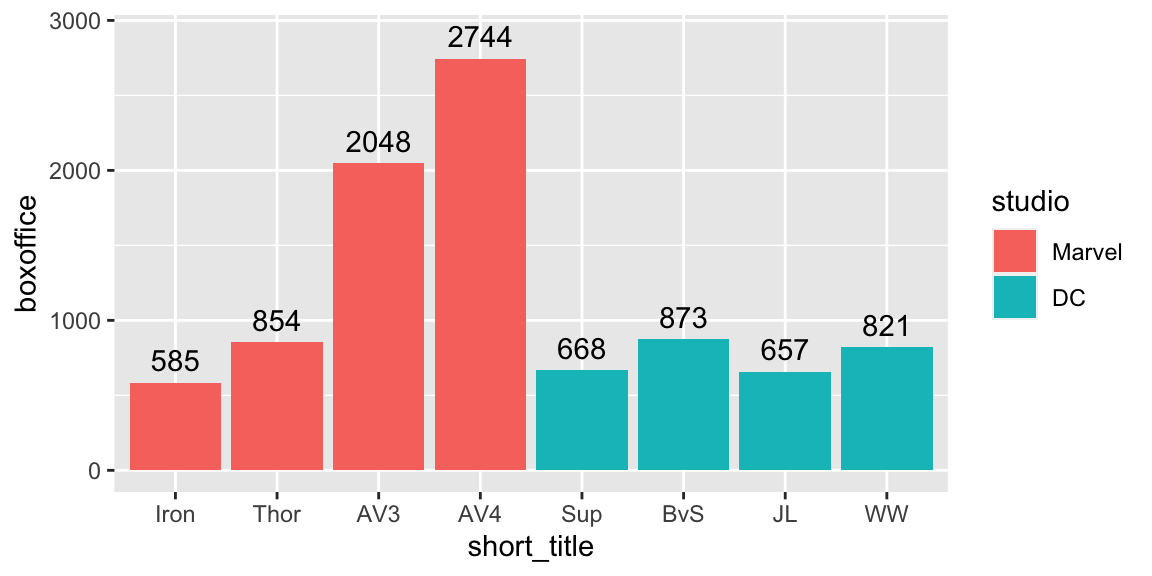 3000
2000
1000
0
boxoffice
2744
2048
854
585
668
873
657
821
Iron Thor AV3 AV4 Sup BvS JL WW
short_title
studio
Marvel
DC